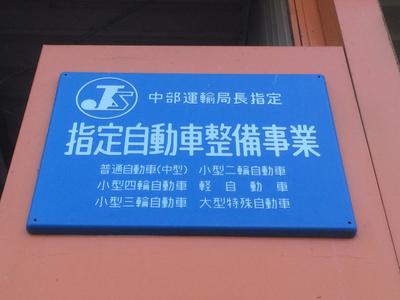 JS 中部運輸局長指定
指定自動車整備事業
普通自動車(中型) 小型二輪自動車
小型四輪自動車 軽自動車
小型三輪自動車 大型特殊自動車